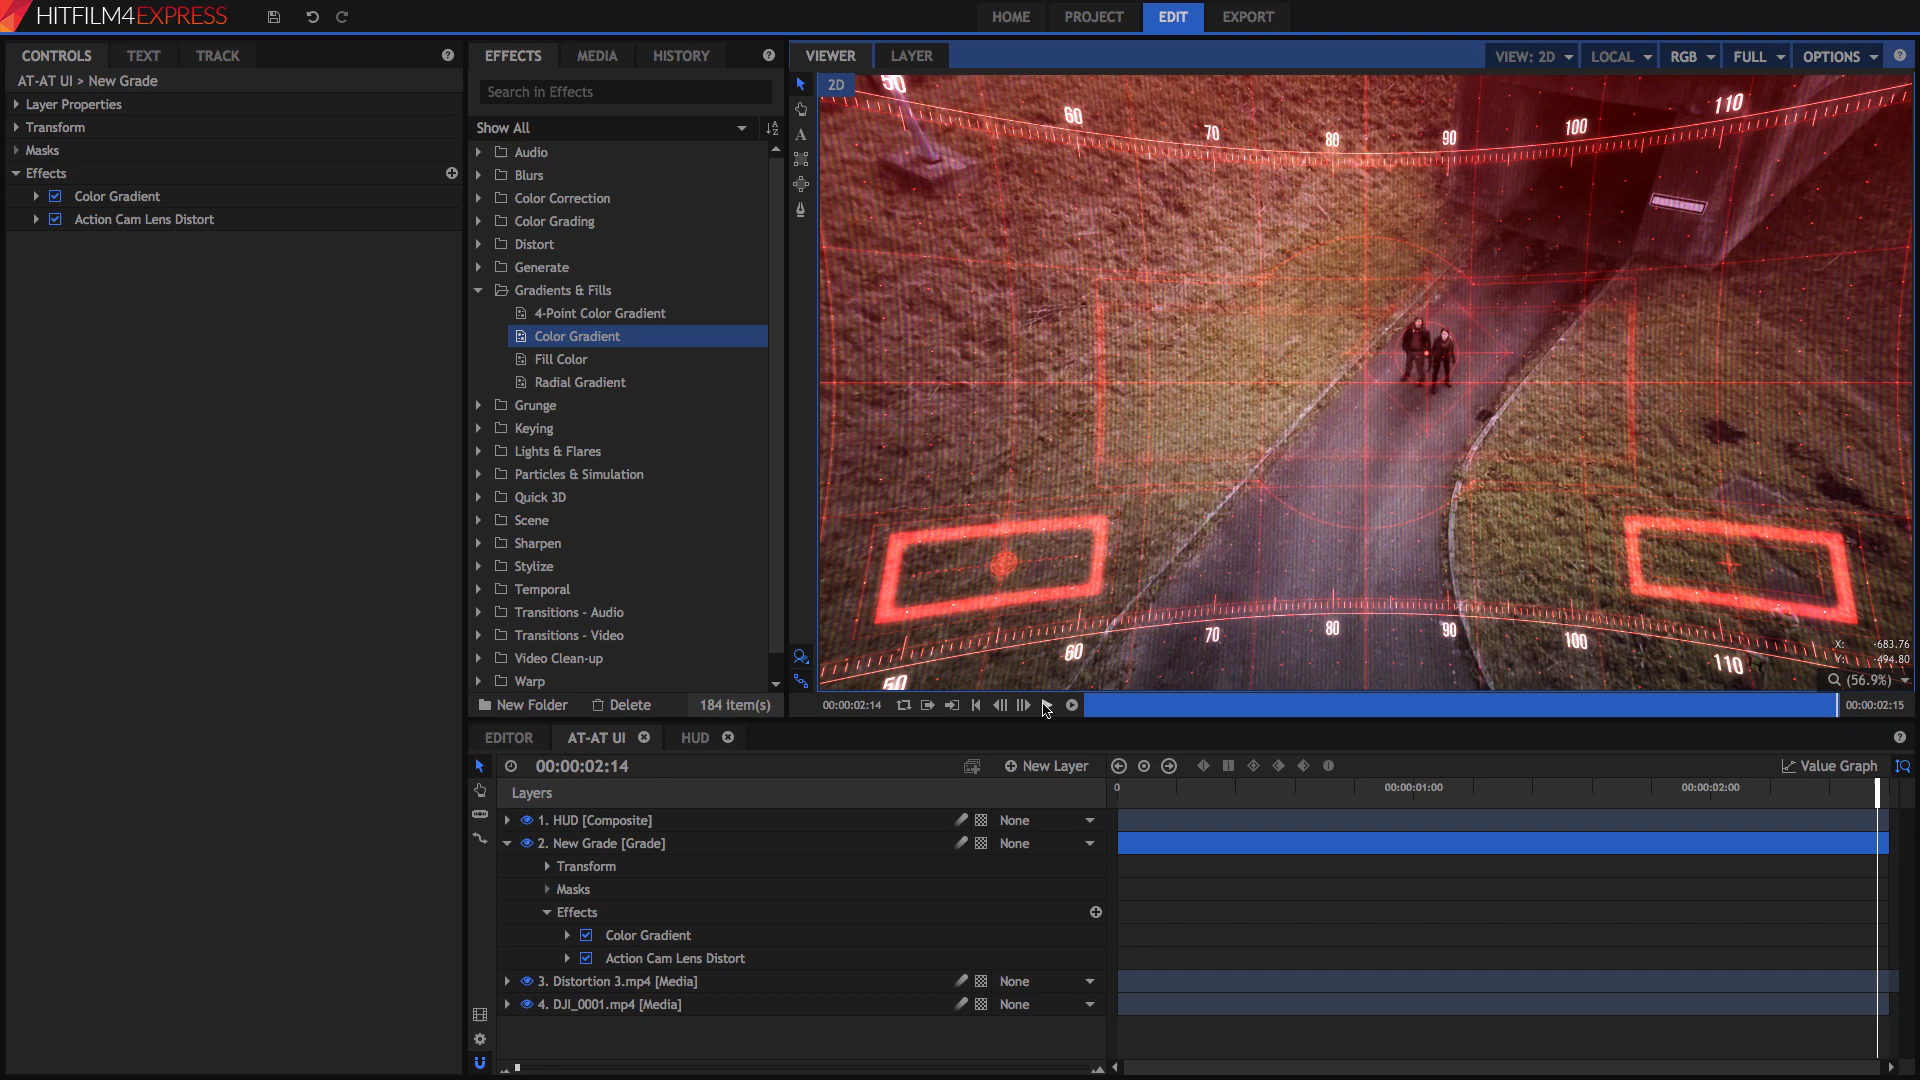 HITFILM4EXPRESS
HOME PROJECT EDIT EXPORT
CONTROLS TEXT TRACK
AT-AT UI > New Grade
Layer Properties
Transform
Masks
Effects
Color Gradient
Action Cam Lens Distort
EFFECTS MEDIA HISTORY
Search in Effects
Show All
Audio
Blurs
Color Correction
Color Grading
Distort
Generate
Gradients & Fills
4-Point Color Gradient
Color Gradient
Fill Color
Radial Gradient
Grunge
Keying
Lights & Flares
Particles & Simulation
Quick 3D
Scene
Sharpen
Stylize
Temporal
Transitions - Audio
Transitions - Video
Video Clean-up
Warp
New Folder Delete 184 item(s)
VIEWER LAYER VIEW: 2D LOCAL RGB FULL OPTIONS
2D
50 60 70 80 90 100 110
50 60 70 80 90 100 110
X: -683.76
Y: -494.80
(56.9%)
00:00:02:14 00:00:02:15
EDITOR AT-AT UI HUD
00:00:02:14 New Layer Value Graph
Layers 0 00:00:01:00 00:00:02:00
1. HUD [Composite] None
2. New Grade [Grade] None
Transform
Masks
Effects
Color Gradient
Action Cam Lens Distort
3. Distortion 3.mp4 [Media] None
4. DJI_0001.mp4 [Media] None